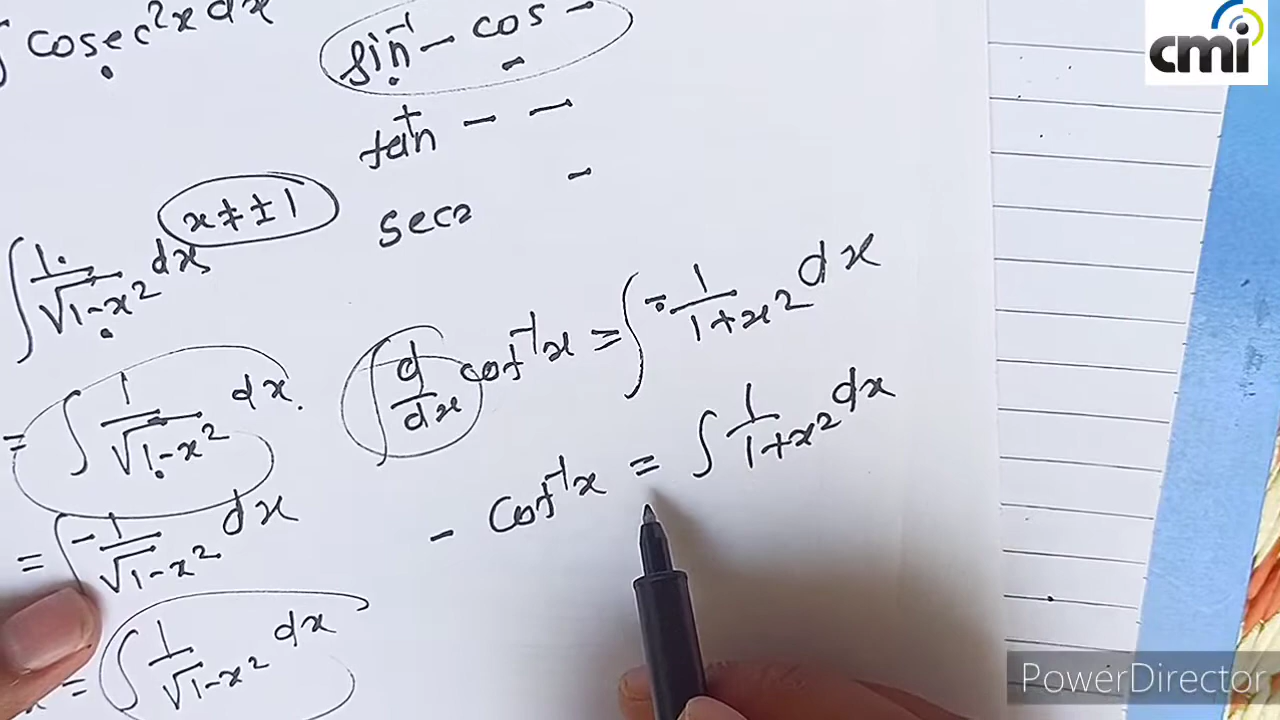 ∫ cosec²x dx
sin⁻¹ – cos –
tan⁺ – –
–
sec
x ≠ ±1
∫ 1/√1-x² dx
∫ d/dx cot⁻¹x = ∫ - 1/1+x² dx
= ∫ 1/√1-x² dx
- cot⁻¹x = ∫ 1/1+x² dx
= ∫ - 1/√1-x² dx
= ∫ 1/√1-x² dx
cmi
PowerDirector